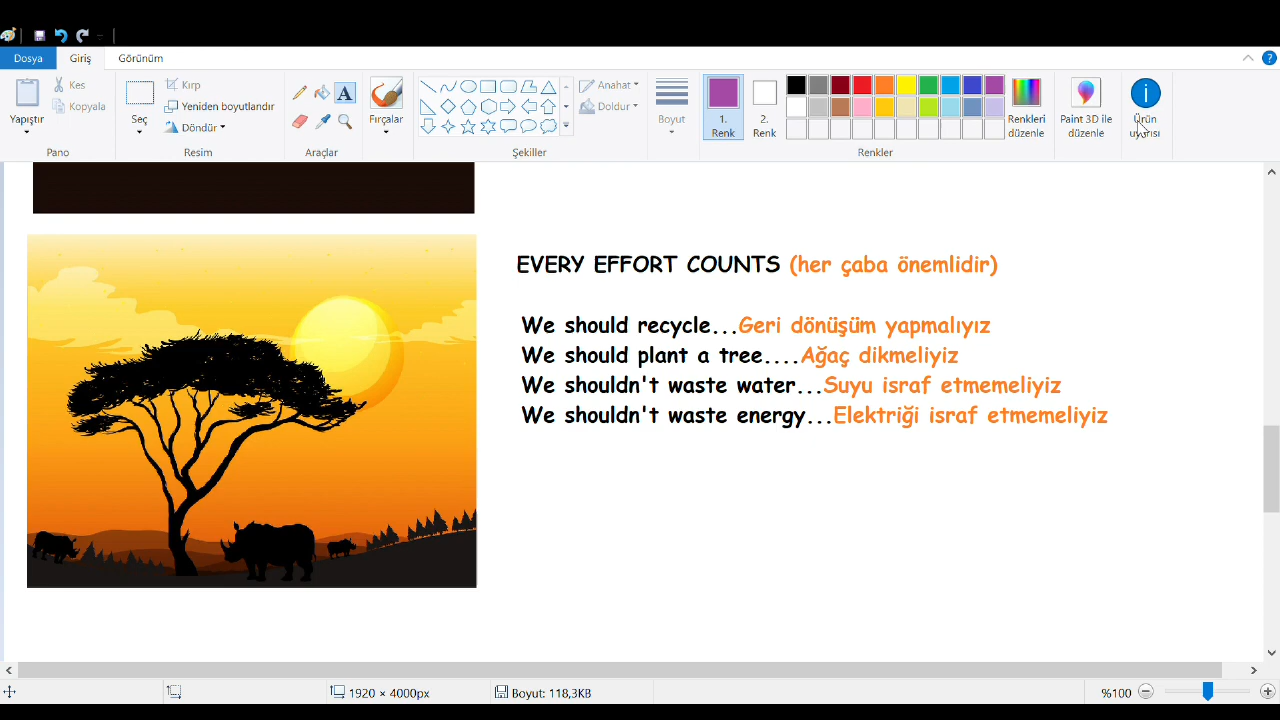 Dosya Giriş Görünüm
Yapıştır
Kes
Kopyala
Pano
Seç
Kırp
Yeniden boyutlandır
Döndür
Resim
A
Araçlar
Fırçalar
Şekiller
Anahat
Doldur
Boyut
1. Renk
2. Renk
Renkleri düzenle
Renkler
Paint 3D ile düzenle
Ürün uyarısı
EVERY EFFORT COUNTS (her çaba önemlidir)
We should recycle...Geri dönüşüm yapmalıyız
We should plant a tree....Ağaç dikmeliyiz
We shouldn't waste water...Suyu israf etmemeliyiz
We shouldn't waste energy...Elektriği israf etmemeliyiz
1920 × 4000px
Boyut: 118,3KB
%100